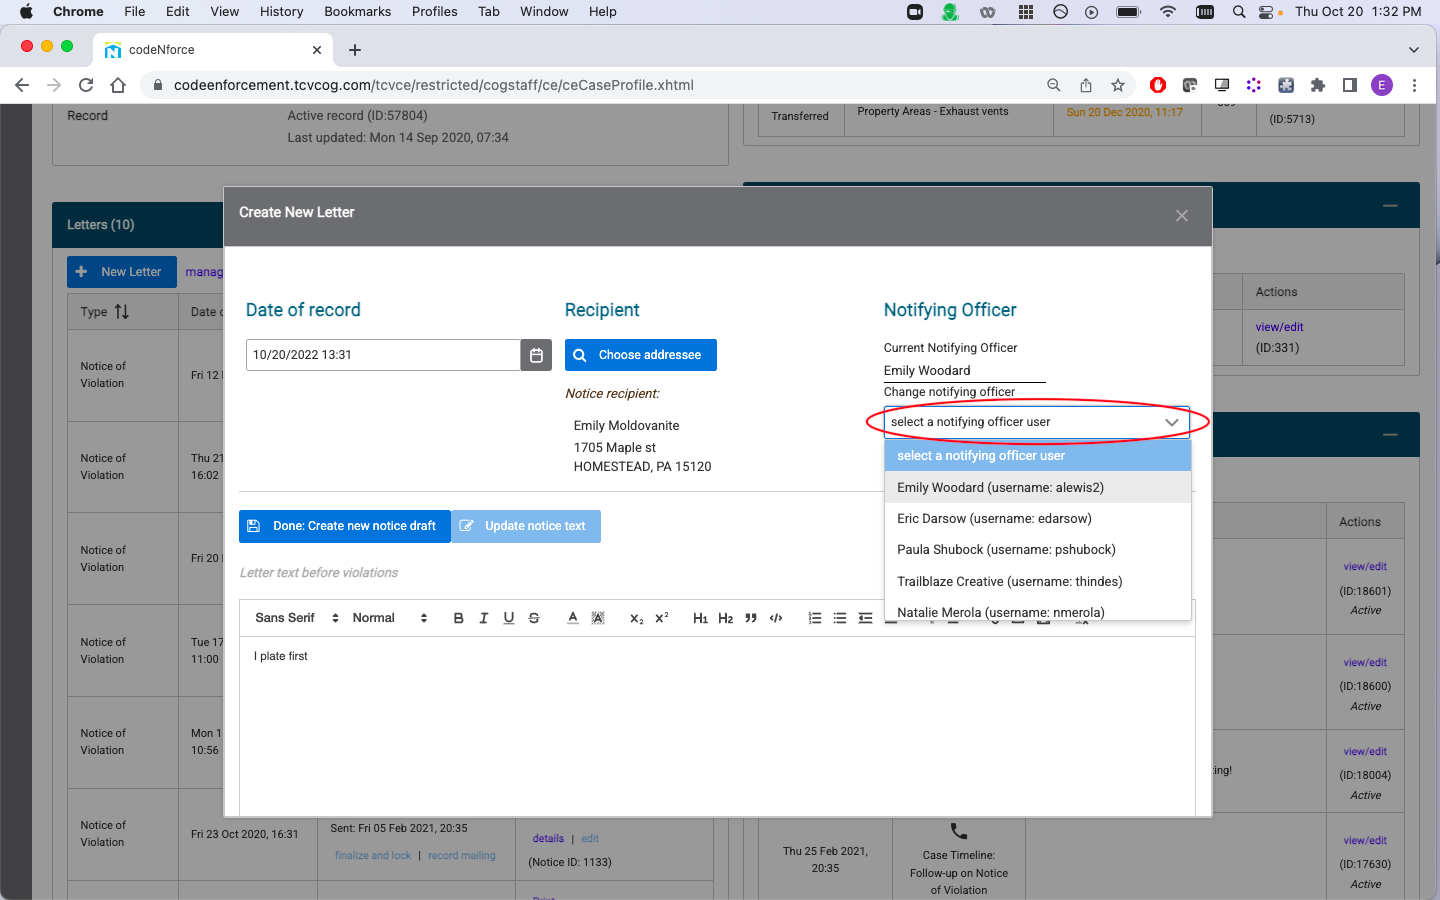 Chrome File Edit View History Bookmarks Profiles Tab Window Help Thu Oct 20 1:32 PM
codeNforce
codeenforcement.tcvcog.com/tcvce/restricted/cogstaff/ce/ceCaseProfile.xhtml E
Record
Active record (ID:57804)
Last updated: Mon 14 Sep 2020, 07:34
Transferred
Property Areas - Exhaust vents
Sun 20 Dec 2020, 11:17
(ID:5713)
Letters (10)
New Letter manag
Type Date
Notice of
Violation
Fri 12
Notice of
Violation
Thu 21
16:02
Notice of
Violation
Fri 20
Notice of
Violation
Tue 17
11:00
Notice of
Violation
Mon 1
10:56
Notice of
Violation
Fri 23 Oct 2020, 16:31
Sent: Fri 05 Feb 2021, 20:35
finalize and lock | record mailing
details | edit
(Notice ID: 1133)
Create New Letter
Date of record
10/20/2022 13:31
Recipient
Choose addressee
Notice recipient:
Emily Moldovanite
1705 Maple st
HOMESTEAD, PA 15120
Notifying Officer
Current Notifying Officer
Emily Woodard
Change notifying officer
select a notifying officer user
select a notifying officer user
Emily Woodard (username: alewis2)
Eric Darsow (username: edarsow)
Paula Shubock (username: pshubock)
Trailblaze Creative (username: thindes)
Natalie Merola (username: nmerola)
Done: Create new notice draft Update notice text
Letter text before violations
Sans Serif Normal B I U S A A X₂ X² H1 H2
I plate first
Actions
view/edit
(ID:331)
Actions
view/edit
(ID:18601)
Active
view/edit
(ID:18600)
Active
ing!
view/edit
(ID:18004)
Active
Thu 25 Feb 2021,
20:35
Case Timeline:
Follow-up on Notice
of Violation
view/edit
(ID:17630)
Active